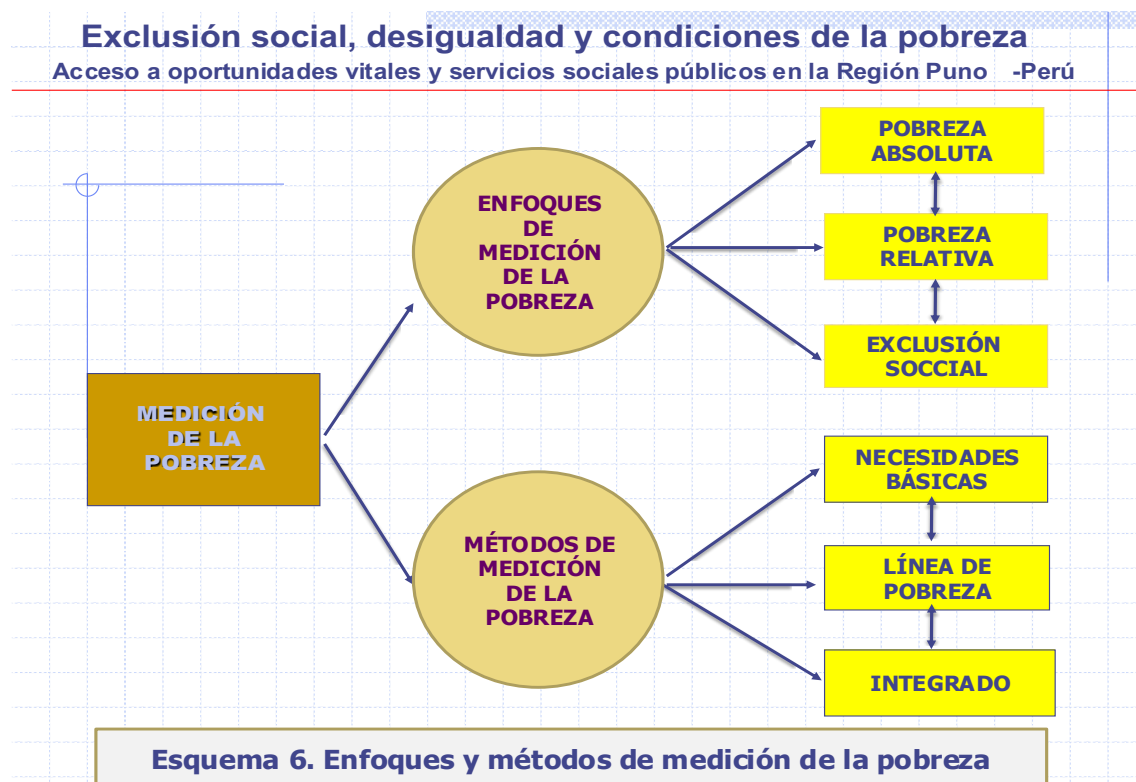 Exclusión social, desigualdad y condiciones de la pobreza
Acceso a oportunidades vitales y servicios sociales públicos en la Región Puno -Perú
MEDICIÓN
DE LA
POBREZA
ENFOQUES
DE
MEDICIÓN
DE LA
POBREZA
POBREZA
ABSOLUTA
POBREZA
RELATIVA
EXCLUSIÓN
SOCCIAL
MÉTODOS DE
MEDICIÓN
DE LA
POBREZA
NECESIDADES
BÁSICAS
LÍNEA DE
POBREZA
INTEGRADO
Esquema 6. Enfoques y métodos de medición de la pobreza